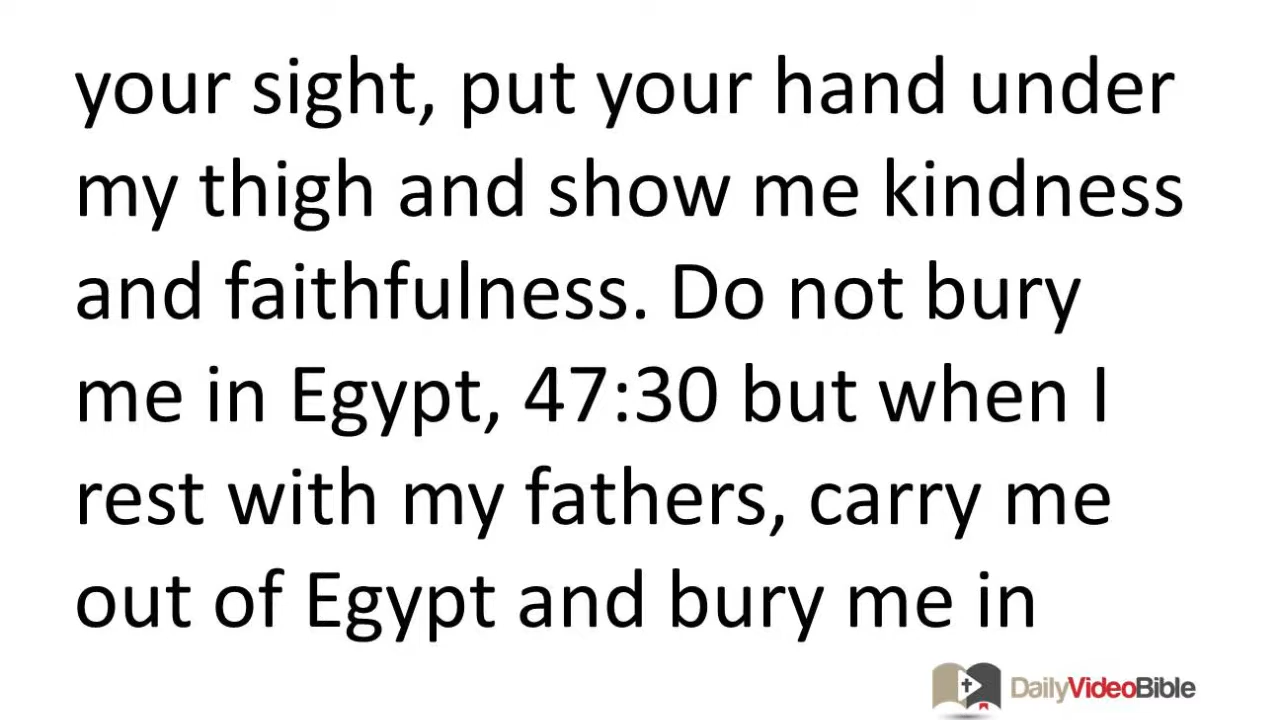 your sight, put your hand under
my thigh and show me kindness
and faithfulness. Do not bury
me in Egypt, 47:30 but when I
rest with my fathers, carry me
out of Egypt and bury me in
DailyVideoBible